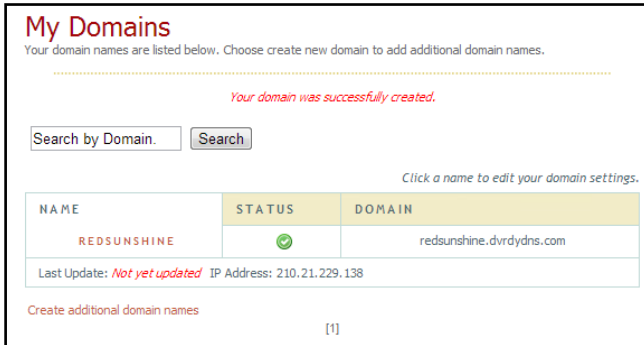 My Domains
Your domain names are listed below. Choose create new domain to add additional domain names.
Your domain was successfully created.
Search by Domain. Search
Click a name to edit your domain settings.
NAME STATUS DOMAIN
REDSUNSHINE redsunshine.dvrdydns.com
Last Update: Not yet updated IP Address: 210.21.229.138
Create additional domain names
[1]